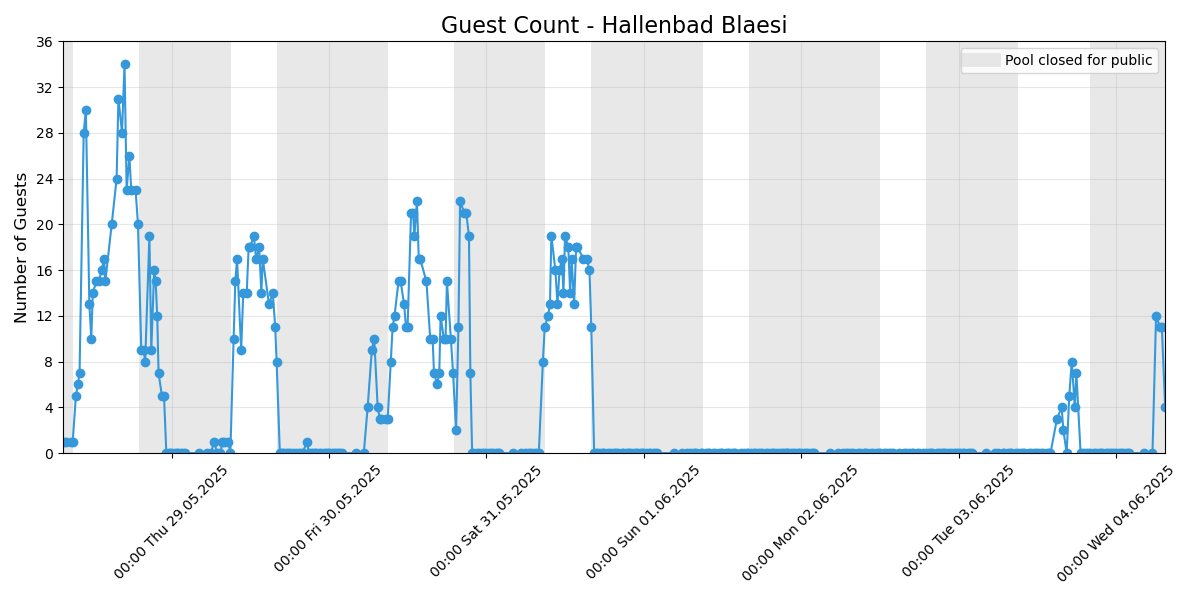 Guest Count - Hallenbad Blaesi
Pool closed for public
Number of Guests
36
32
28
24
20
16
12
8
4
0
00:00 Thu 29.05.2025
00:00 Fri 30.05.2025
00:00 Sat 31.05.2025
00:00 Sun 01.06.2025
00:00 Mon 02.06.2025
00:00 Tue 03.06.2025
00:00 Wed 04.06.2025